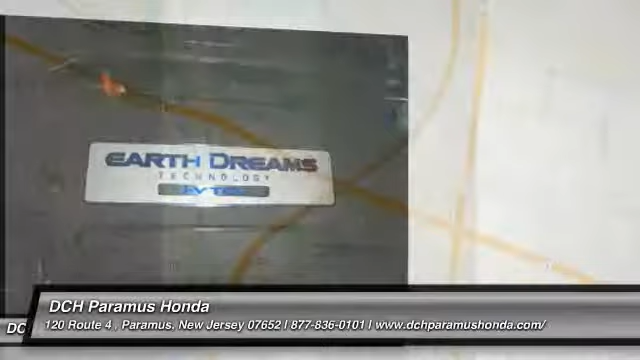 EARTH DREAMS
TECHNOLOGY
DCH Paramus Honda
120 Route 4 , Paramus, New Jersey 07652 | 877-836-0101 | www.dchparamushonda.com/
DC